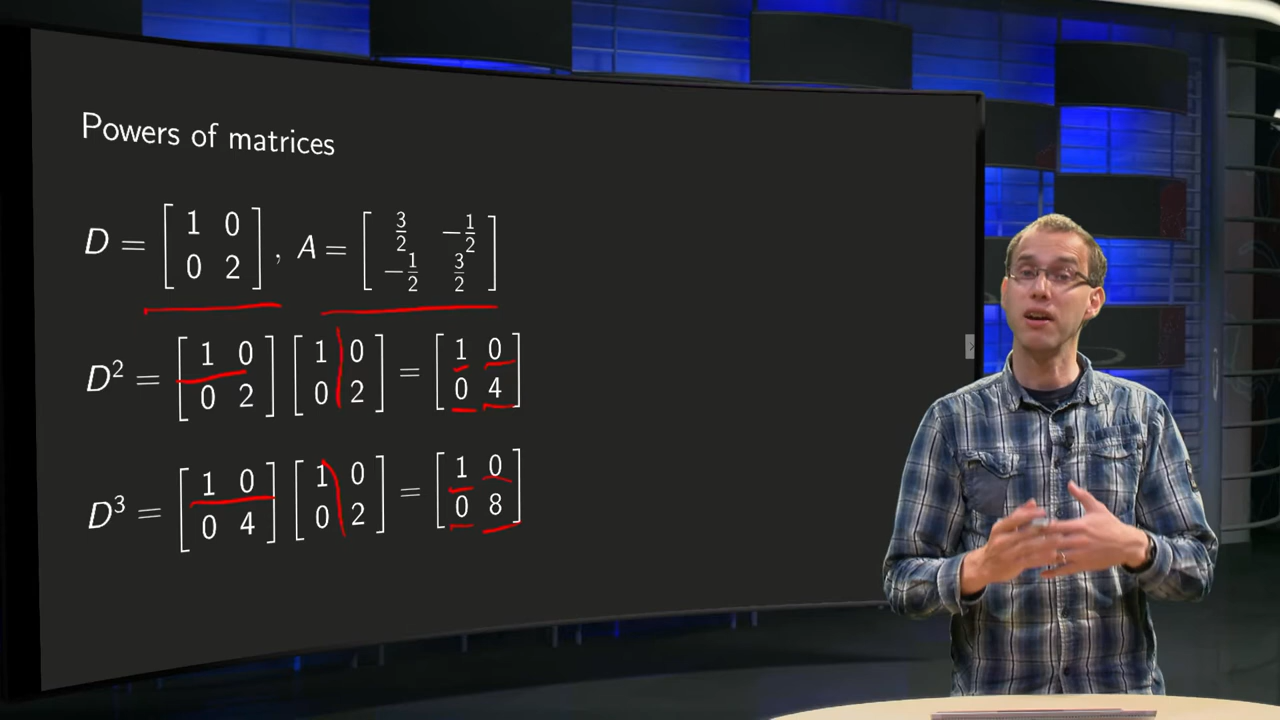 Powers of matrices
D = [ 1 0 ; 0 2 ] , A = [ 3/2 -1/2 ; -1/2 3/2 ]
D² = [ 1 0 ; 0 2 ] [ 1 0 ; 0 2 ] = [ 1 0 ; 0 4 ]
D³ = [ 1 0 ; 0 4 ] [ 1 0 ; 0 2 ] = [ 1 0 ; 0 8 ]